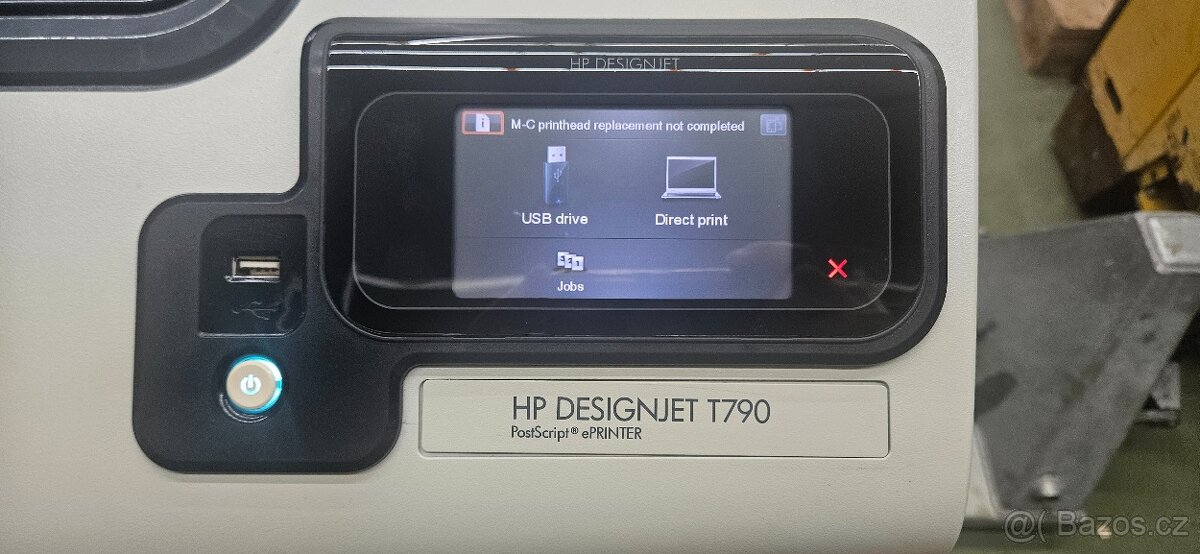 HP DESIGNJET
M-C printhead replacement not completed
USB drive
Direct print
Jobs
HP DESIGNJET T790
PostScript® ePRINTER
@( Bazos.cz